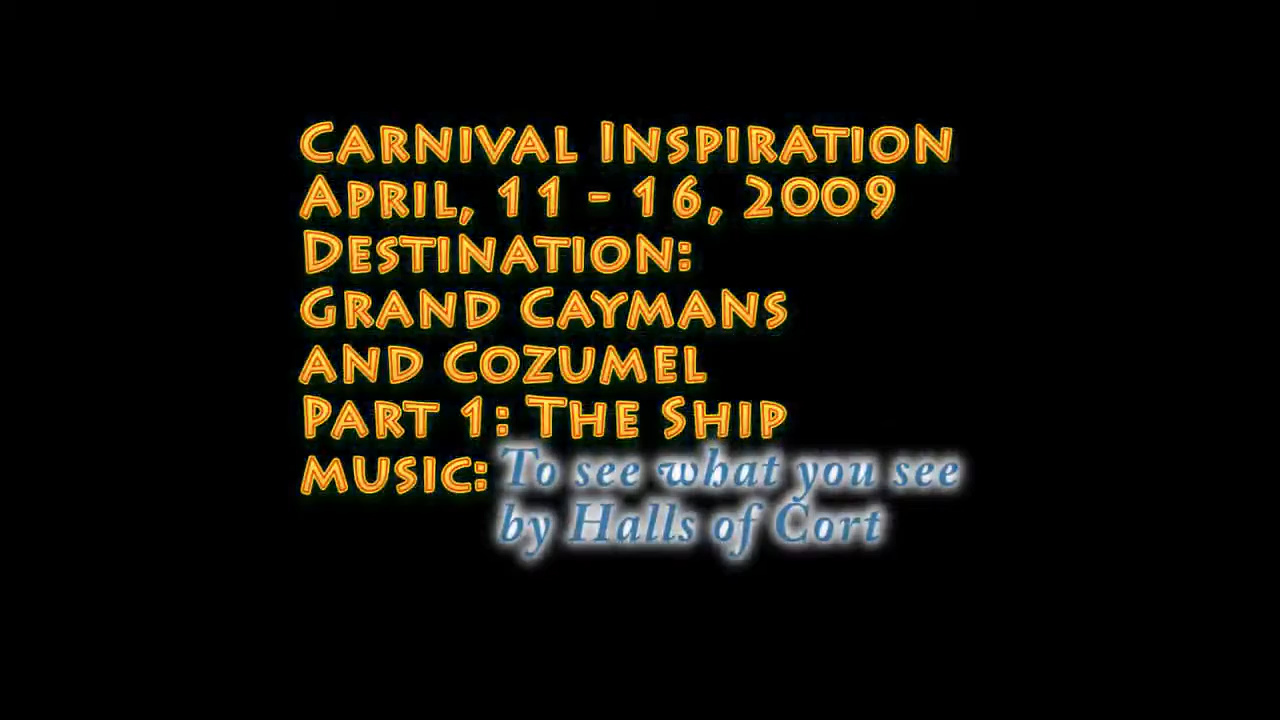 Carnival Inspiration
April, 11 - 16, 2009
Destination:
Grand Caymans
and Cozumel
Part 1: The Ship
music: To see what you see
by Halls of Cort